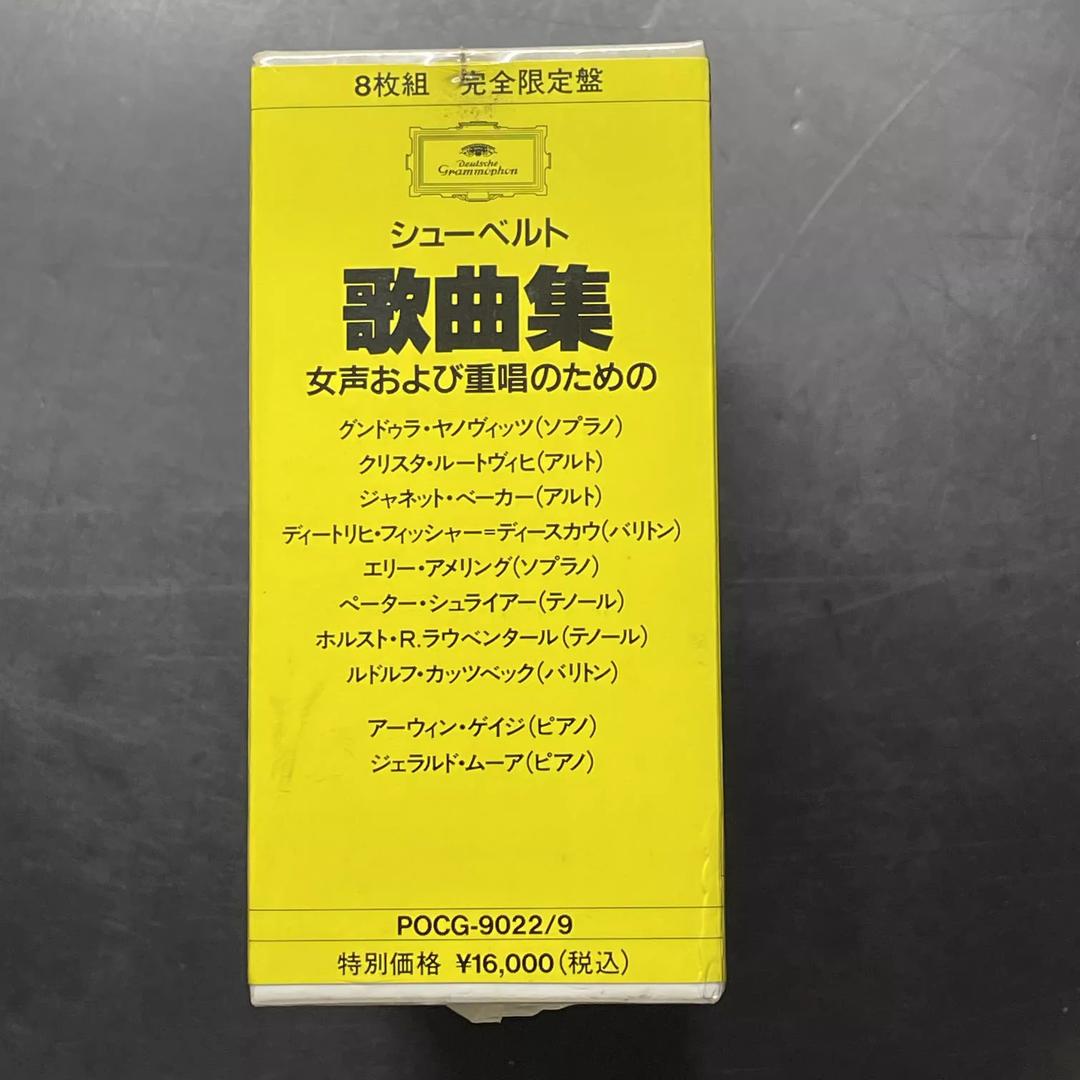 8枚組 完全限定盤
Deutsche
Grammophon
シューベルト
歌曲集
女声および重唱のための
グンドゥラ・ヤノヴィッツ(ソプラノ)
クリスタ・ルートヴィヒ(アルト)
ジャネット・ベーカー(アルト)
ディートリヒ・フィッシャー=ディースカウ(バリトン)
エリー・アメリング(ソプラノ)
ペーター・シュライアー(テノール)
ホルスト・R.ラウベンタール(テノール)
ルドルフ・カッツベック(バリトン)
アーウィン・ゲイジ(ピアノ)
ジェラルド・ムーア(ピアノ)
POCG-9022/9
特別価格 ¥16,000(税込)